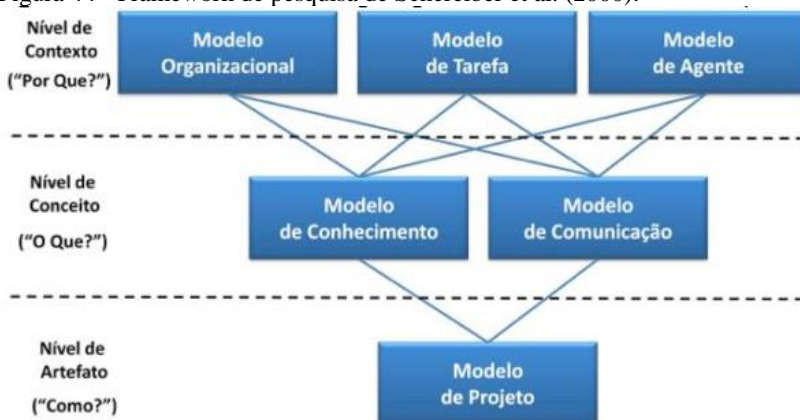 Framework de pesquisa de et al. (2000).
Nível de
Contexto
("Por Que?")
Modelo
Organizacional
Modelo
de Tarefa
Modelo
de Agente
Nível de
Conceito
("O Que?")
Modelo
de Conhecimento
Modelo
de Comunicação
Nível de
Artefato
("Como?")
Modelo
de Projeto